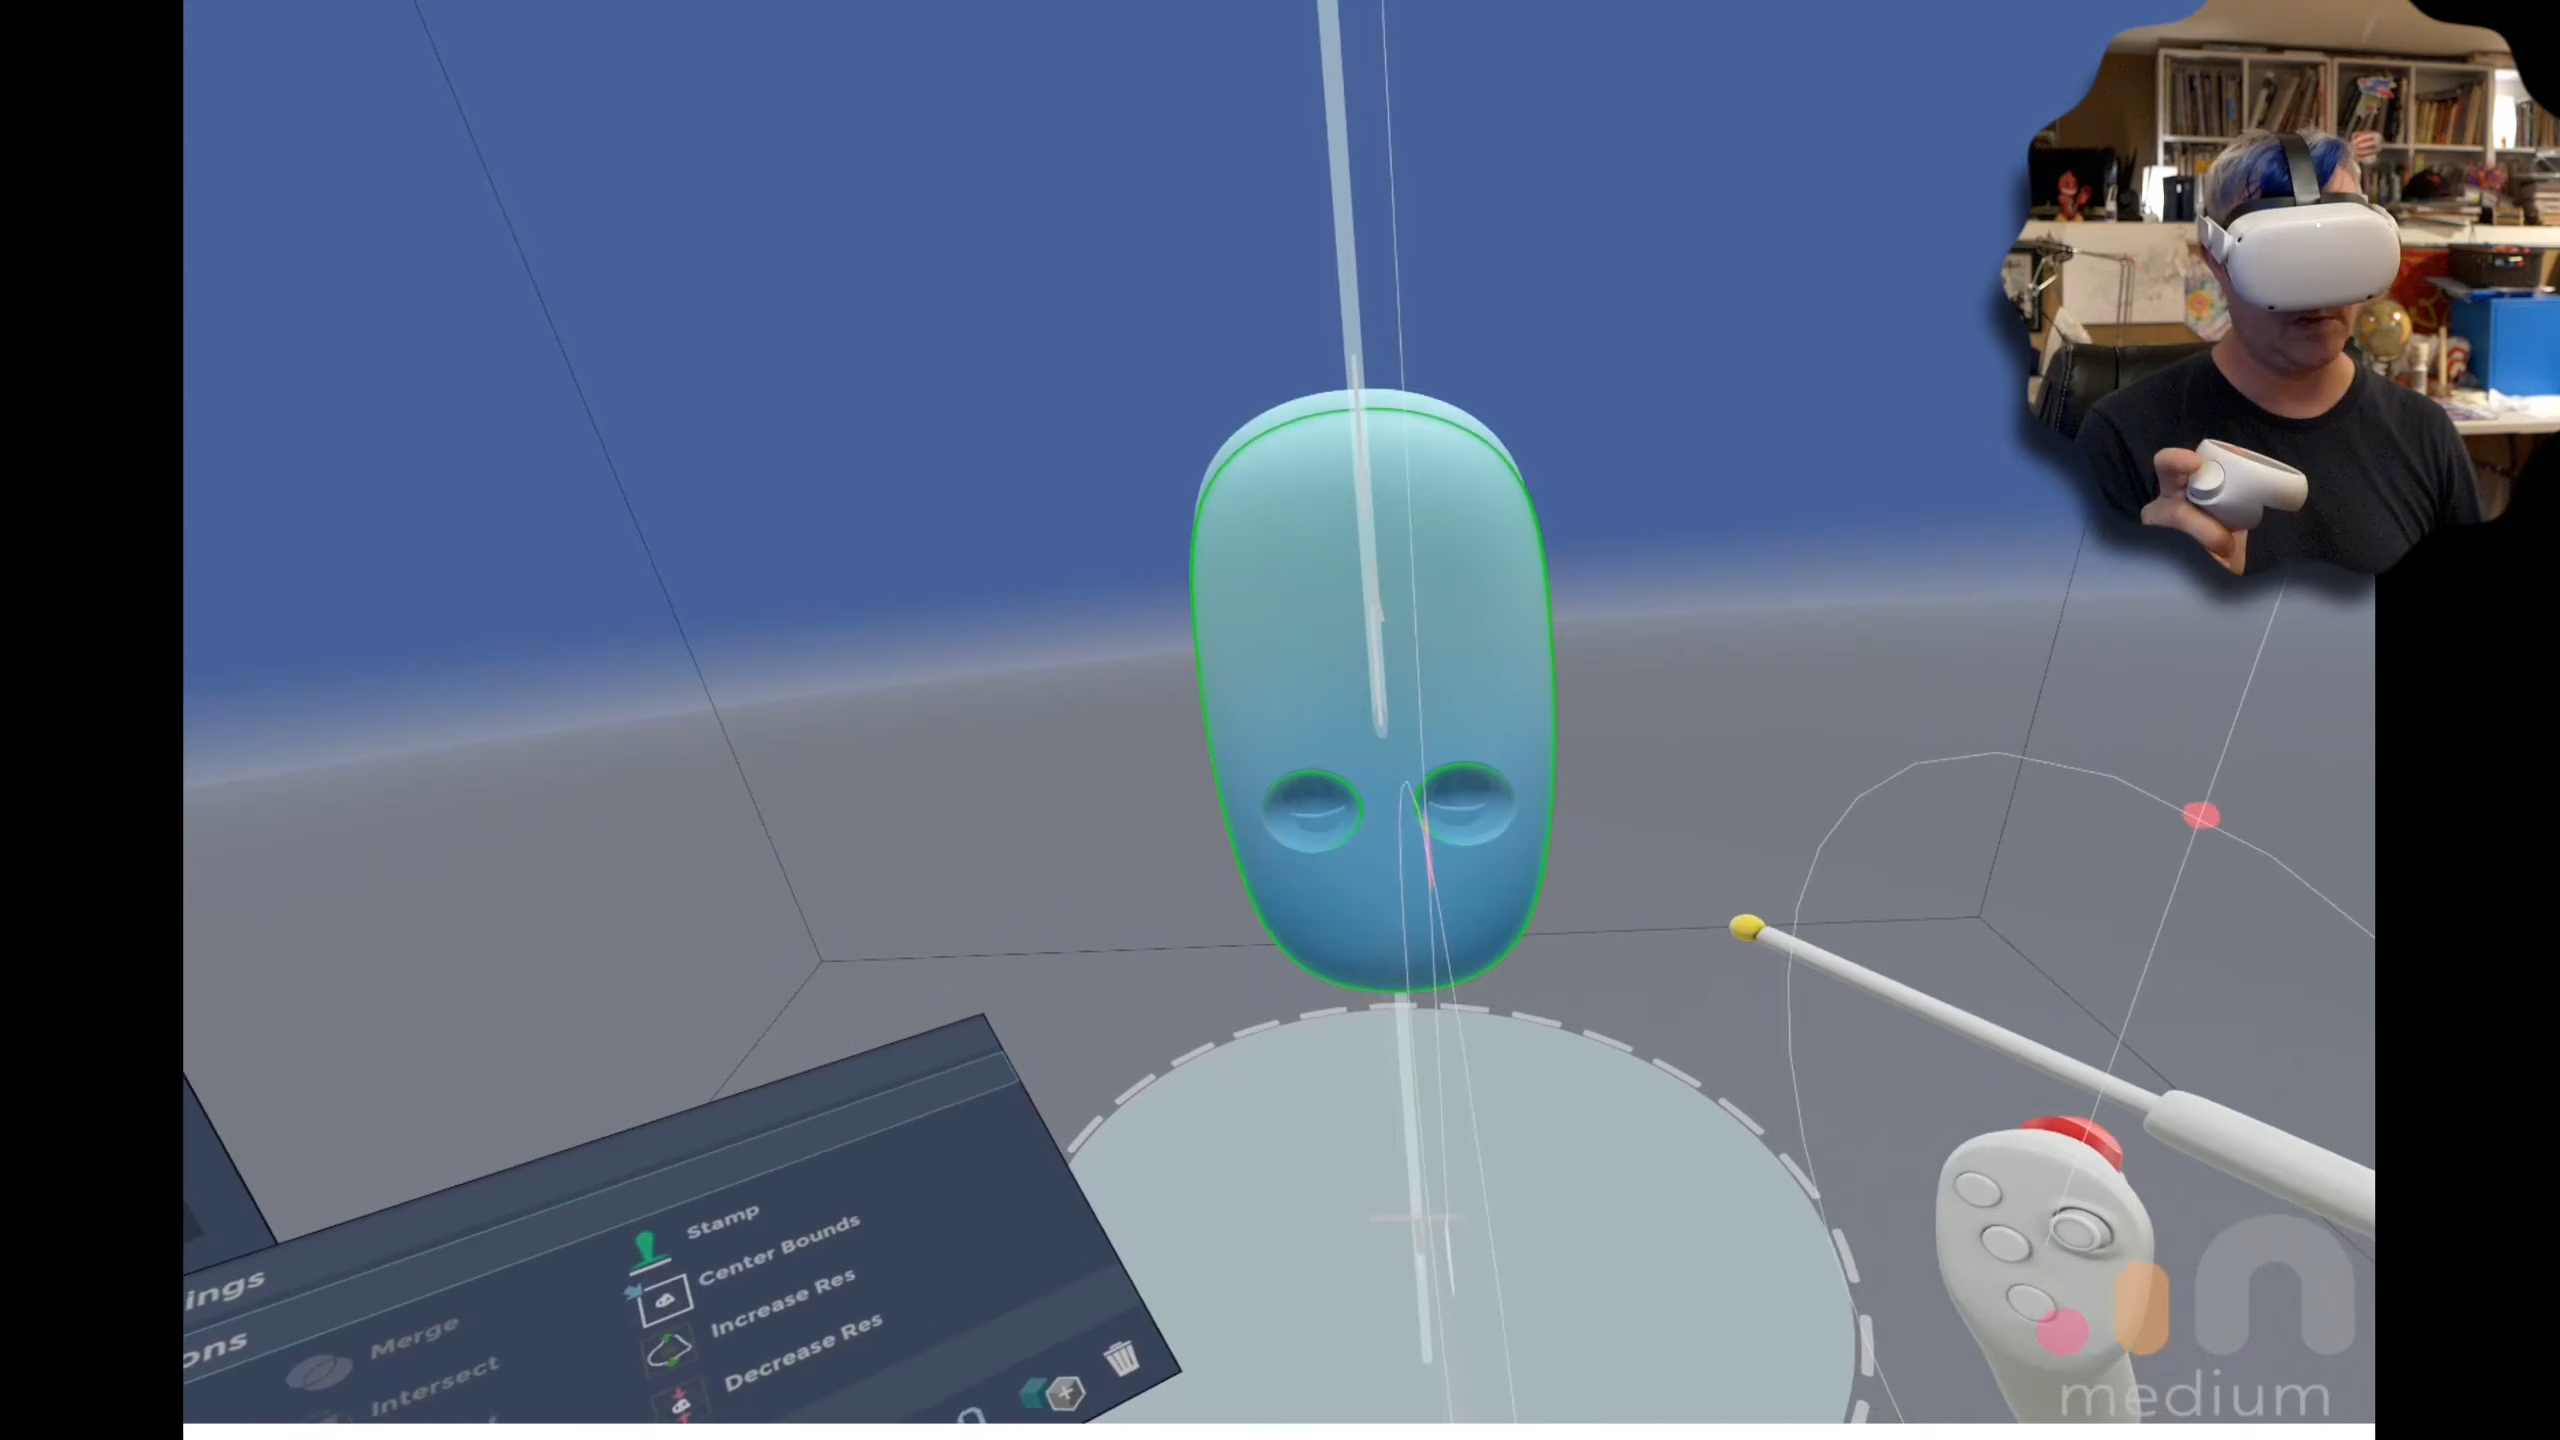 Stamp
Center Bounds
ings
Increase Res
ons
Merge
Decrease Res
Intersect
medium